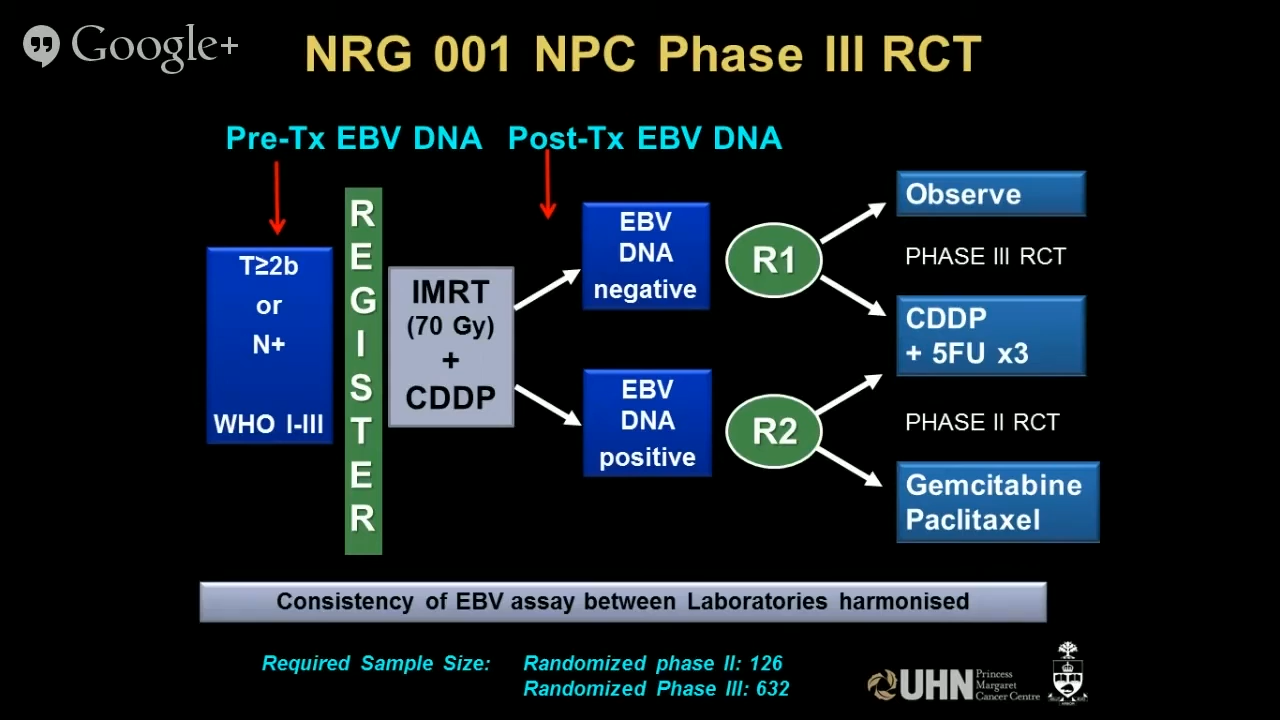 Google+
NRG 001 NPC Phase III RCT
Pre-Tx EBV DNA
Post-Tx EBV DNA
T≥2b
or
N+
WHO I-III
REGISTER
IMRT
(70 Gy)
+
CDDP
EBV
DNA
negative
EBV
DNA
positive
R1
R2
Observe
PHASE III RCT
CDDP
+ 5FU x3
PHASE II RCT
Gemcitabine
Paclitaxel
Consistency of EBV assay between Laboratories harmonised
Required Sample Size: Randomized phase II: 126
Randomized Phase III: 632
UHN
Princess
Margaret
Cancer Centre